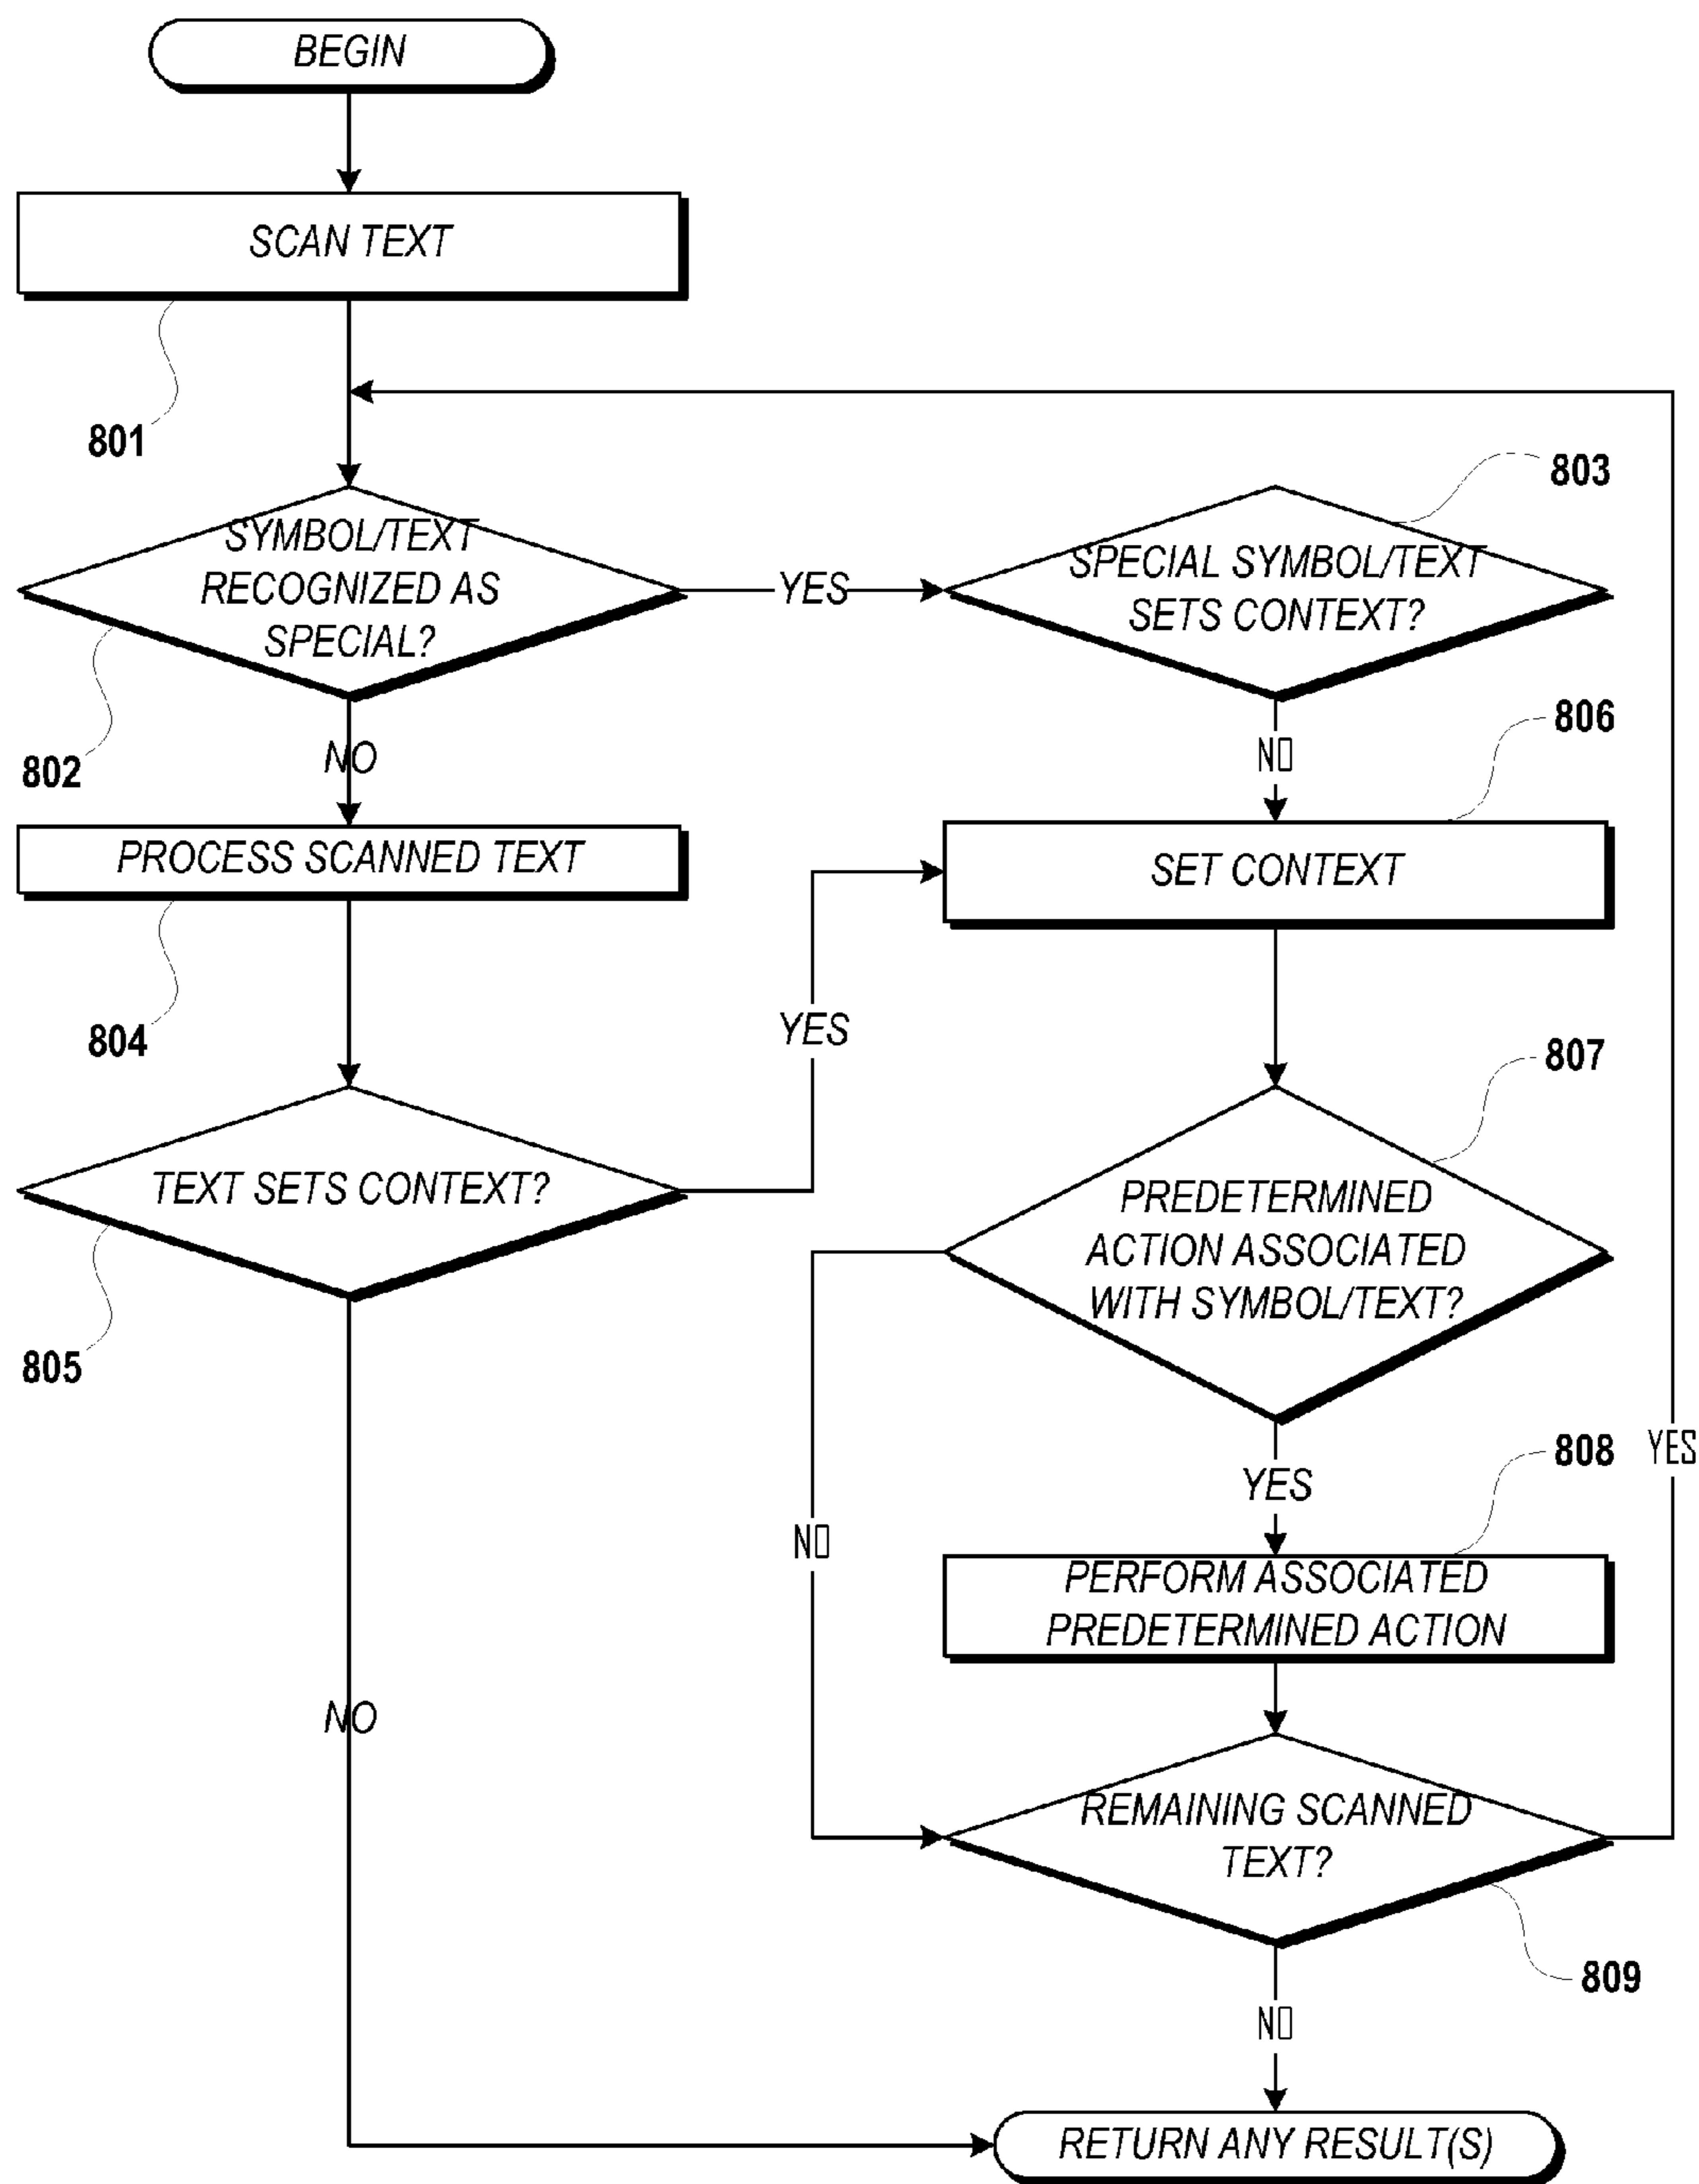 BEGIN
SCAN TEXT
801
803
SYMBOL/TEXT
RECOGNIZED AS
SPECIAL?
YES
SPECIAL SYMBOL/TEXT
SETS CONTEXT?
802
NO
NO
806
PROCESS SCANNED TEXT
SET CONTEXT
804
YES
807
TEXT SETS CONTEXT?
PREDETERMINED
ACTION ASSOCIATED
WITH SYMBOL/TEXT?
805
YES
808
YES
NO
PERFORM ASSOCIATED
PREDETERMINED ACTION
NO
REMAINING SCANNED
TEXT?
809
NO
RETURN ANY RESULT(S)